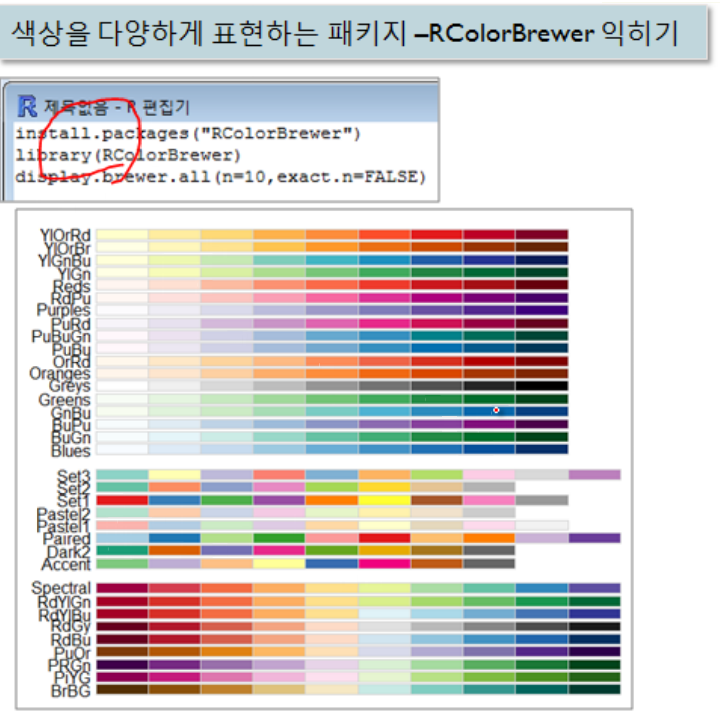 색상을 다양하게 표현하는 패키지 –RColorBrewer 익히기
제목없음 - R 편집기
install.packages("RColorBrewer")
library(RColorBrewer)
display.brewer.all(n=10,exact.n=FALSE)
YlOrRd
YlOrBr
YlGnBu
YlGn
Reds
RdPu
Purples
PuRd
PuBuGn
PuBu
OrRd
Oranges
Greys
Greens
GnBu
BuPu
BuGn
Blues
Set3
Set2
Set1
Pastel2
Pastel1
Paired
Dark2
Accent
Spectral
RdYlGn
RdYlBu
RdGy
RdBu
PuOr
PRGn
PiYG
BrBG